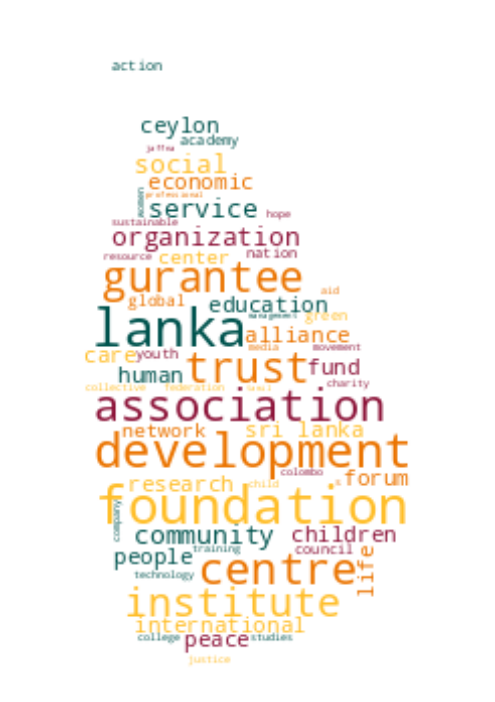 action
ceylon
academy
jaffna
social
economic
women
professional
service
hope
sustainable
organization
resource
center
nation
gurantee
aid
global
education
lanka
management
green
alliance
care
youth
media
movement
human
trust
fund
collective
federation
charity
association
network
sri lanka
development
colombo
research
child
forum
foundation
company
community
children
people
training
council
technology
centre
life
institute
international
college
peace
studies
justice